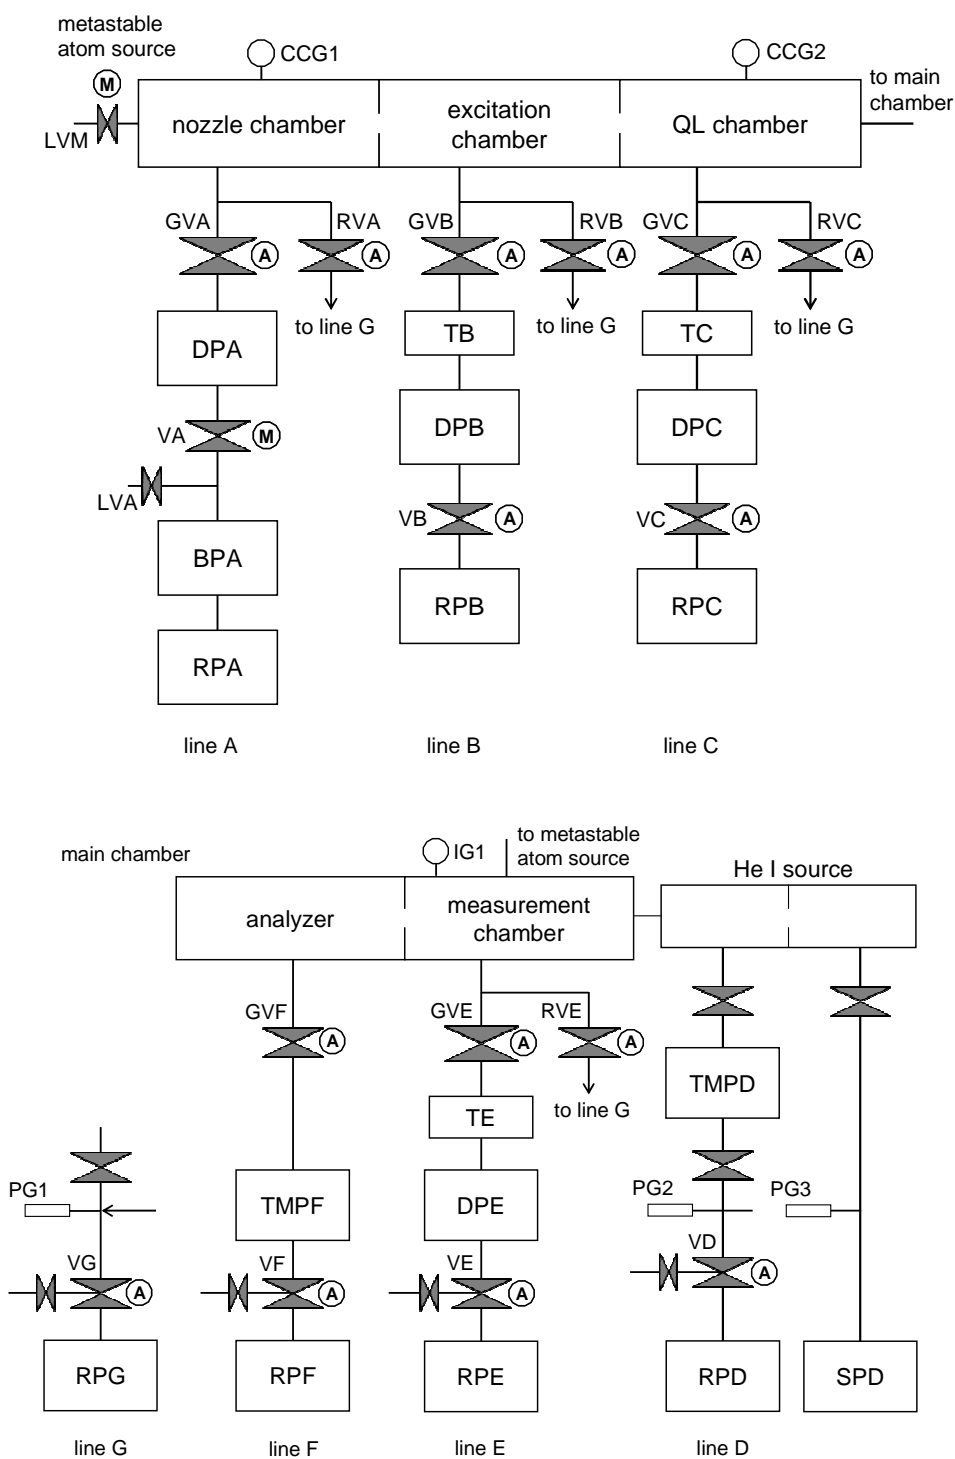 metastable
atom source
CCG1
CCG2
M
to main
chamber
LVM
nozzle chamber
excitation
chamber
QL chamber
GVA
RVA
GVB
RVB
GVC
RVC
A
A
A
A
A
A
to line G
to line G
to line G
DPA
TB
TC
DPB
DPC
VA
M
LVA
VB
A
VC
A
BPA
RPB
RPC
RPA
line A
line B
line C
main chamber
IG1
to metastable
atom source
He I source
analyzer
measurement
chamber
GVF
A
GVE
A
RVE
A
TMPD
TE
to line G
PG1
TMPF
DPE
PG2
PG3
VG
A
VF
A
VE
A
VD
A
RPG
RPF
RPE
RPD
SPD
line G
line F
line E
line D